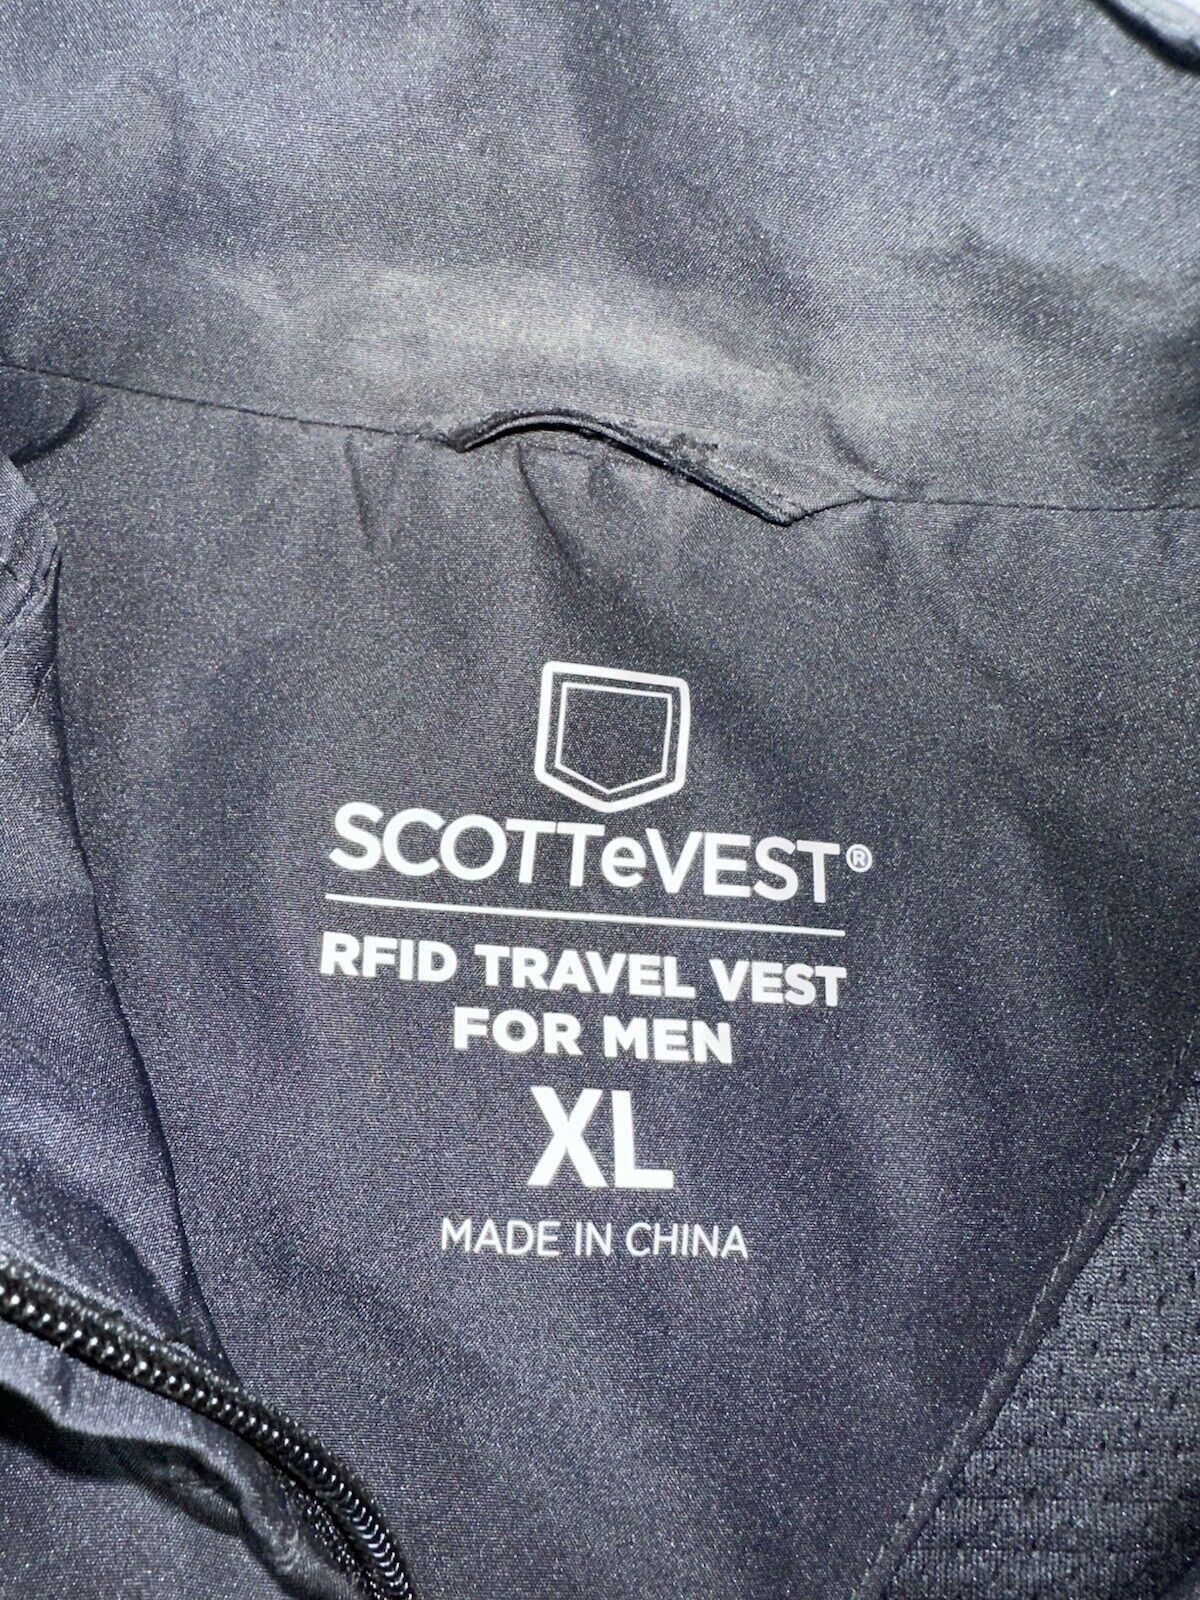 SCOTTeVEST®
RFID TRAVEL VEST
FOR MEN
XL
MADE IN CHINA